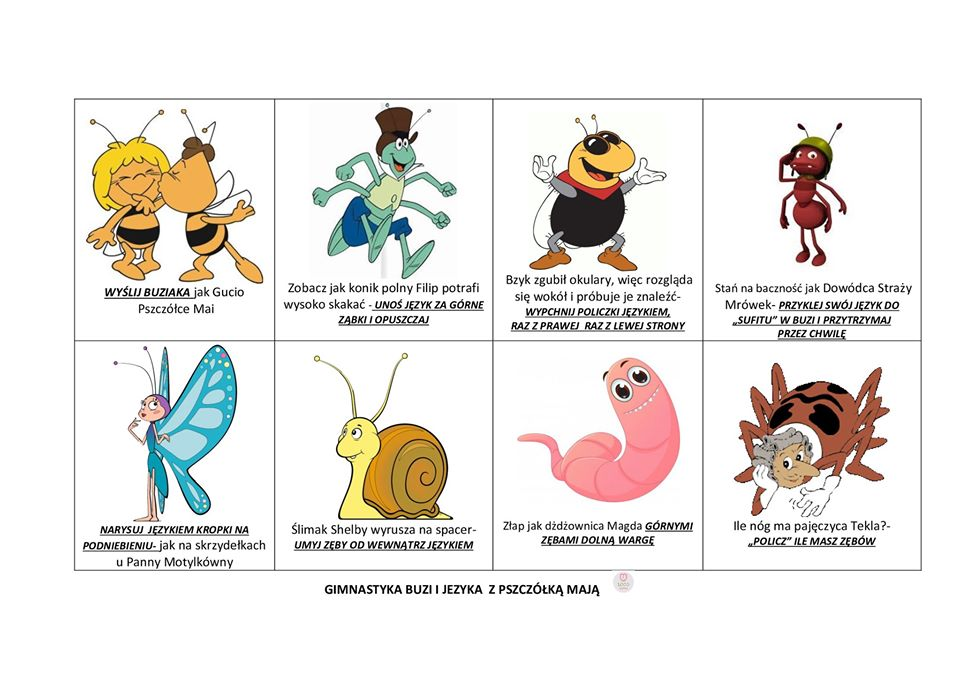 WYŚLIJ BUZIAKA jak Gucio
Pszczółce Mai
Zobacz jak konik polny Filip potrafi
wysoko skakać - UNOŚ JĘZYK ZA GÓRNE
ZĄBKI I OPUSZCZAJ
Bzyk zgubił okulary, więc rozgląda
się wokół i próbuje je znaleźć-
WYPCHNIJ POLICZKI JĘZYKIEM,
RAZ Z PRAWEJ RAZ Z LEWEJ STRONY
Stań na baczność jak Dowódca Straży
Mrówek- PRZYKLEJ SWÓJ JĘZYK DO
„SUFITU” W BUZI I PRZYTRZYMAJ
PRZEZ CHWILĘ
NARYSUJ JĘZYKIEM KROPKI NA
PODNIEBIENIU- jak na skrzydełkach
u Panny Motylkówny
Ślimak Shelby wyrusza na spacer-
UMYJ ZĘBY OD WEWNĄTRZ JĘZYKIEM
Złap jak dżdżownica Magda GÓRNYMI
ZĘBAMI DOLNĄ WARGĘ
Ile nóg ma pajęczyca Tekla?-
„POLICZ” ILE MASZ ZĘBÓW
GIMNASTYKA BUZI I JEZYKA Z PSZCZÓŁKĄ MAJĄ